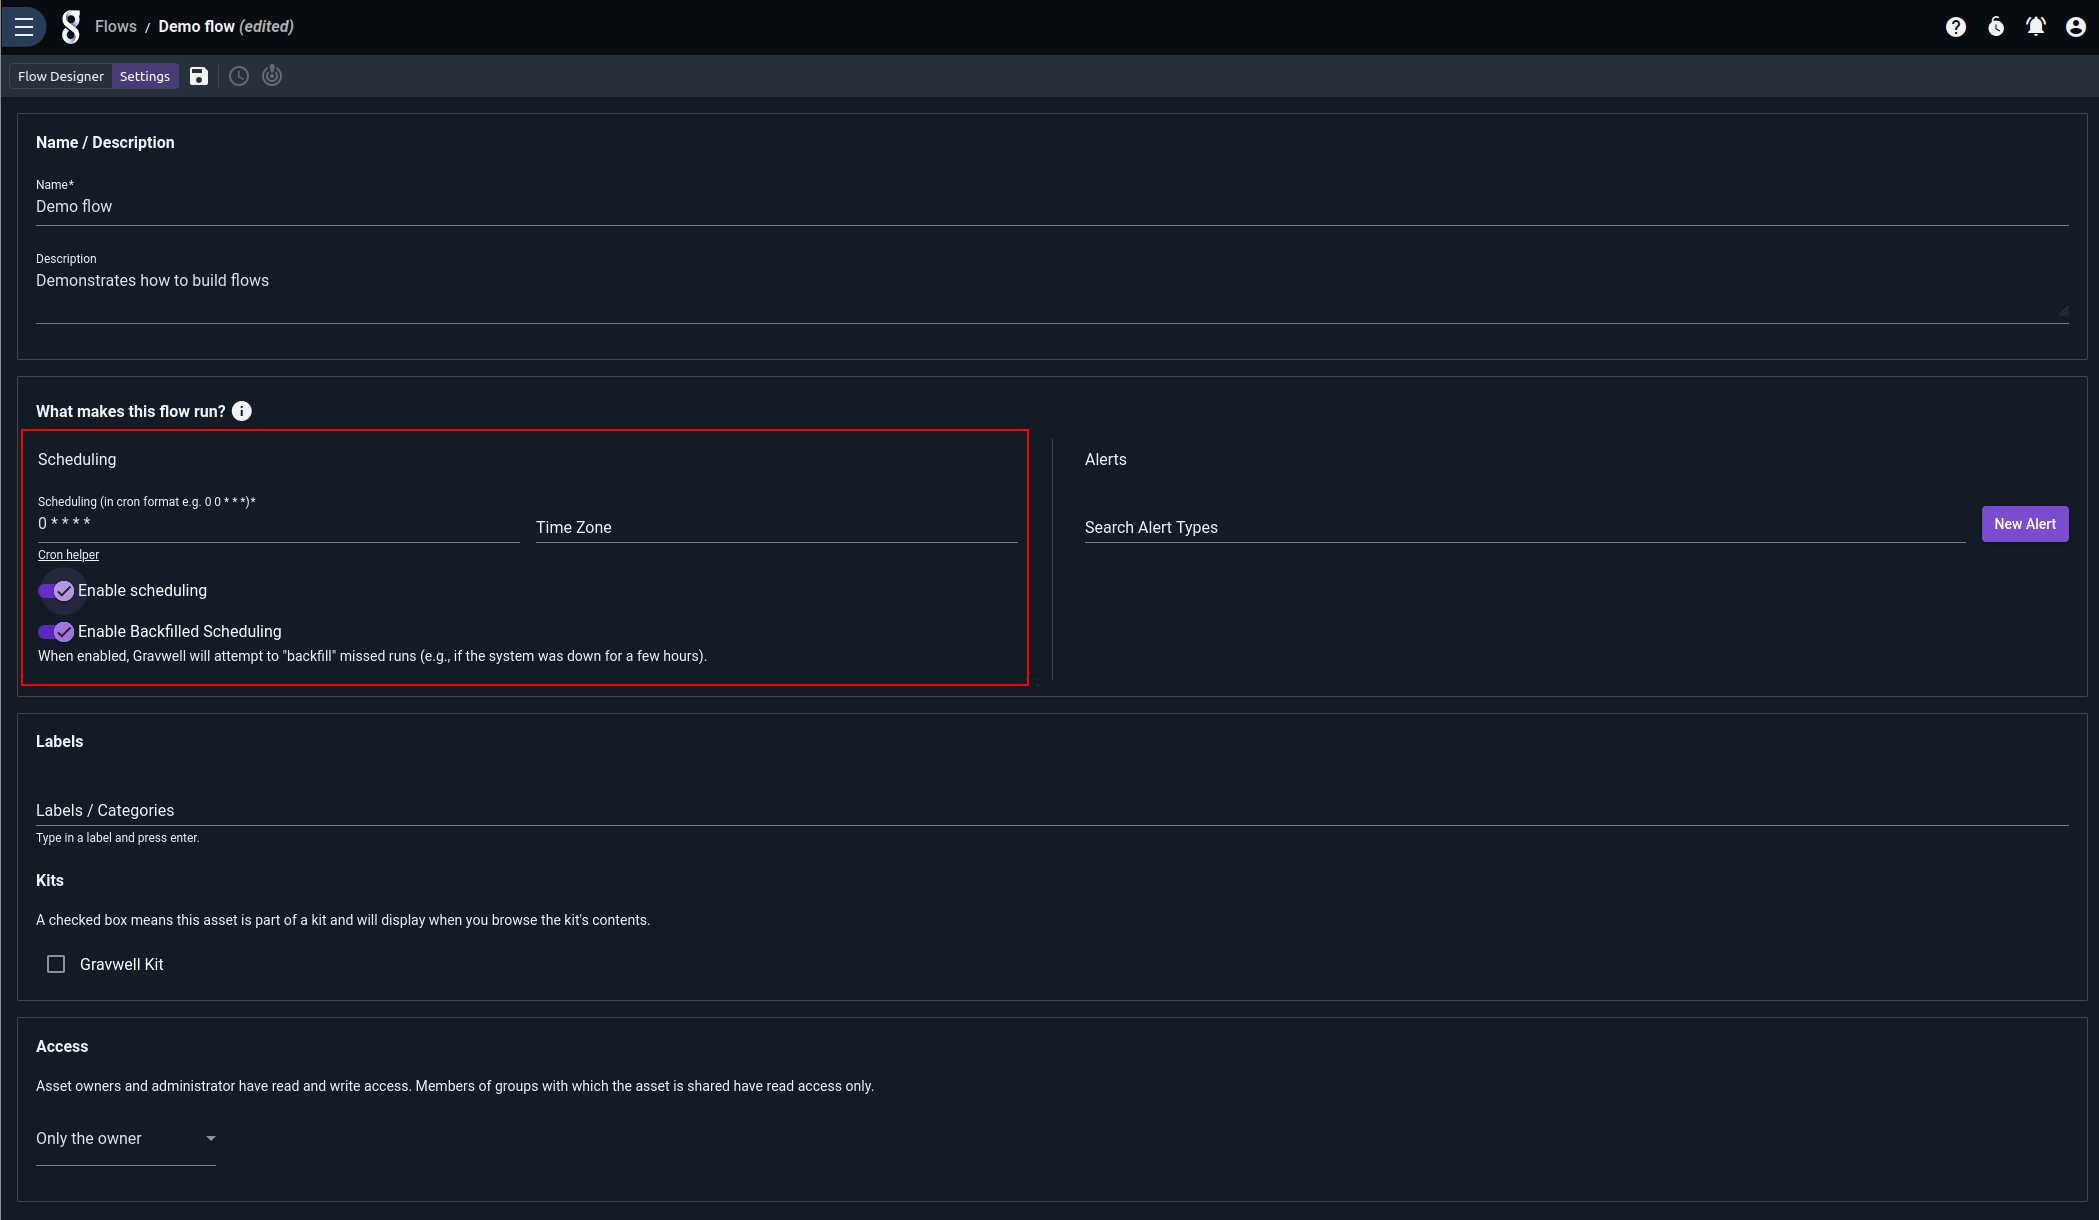 Flows / Demo flow (edited)
Flow Designer Settings
Name / Description
Name*
Demo flow
Description
Demonstrates how to build flows
What makes this flow run?
Scheduling
Scheduling (in cron format e.g. 0 0 * * *)*
0 * * * *
Time Zone
Cron helper
Enable scheduling
Enable Backfilled Scheduling
When enabled, Gravwell will attempt to "backfill" missed runs (e.g., if the system was down for a few hours).
Alerts
Search Alert Types
New Alert
Labels
Labels / Categories
Type in a label and press enter.
Kits
A checked box means this asset is part of a kit and will display when you browse the kit's contents.
Gravwell Kit
Access
Asset owners and administrator have read and write access. Members of groups with which the asset is shared have read access only.
Only the owner